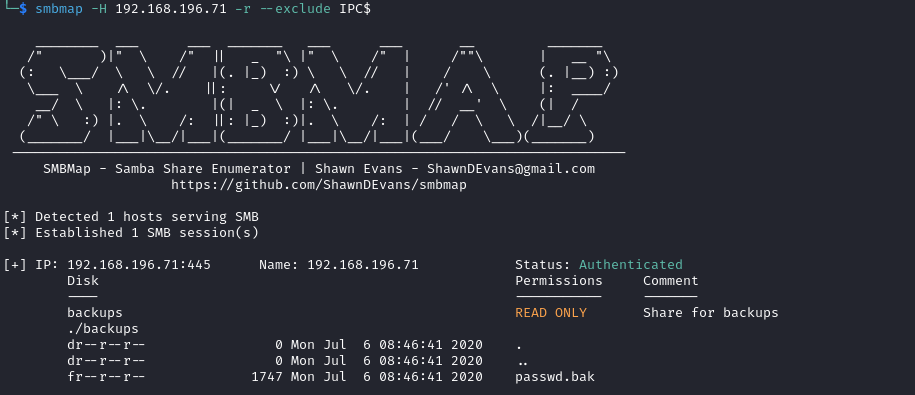 └─$ smbmap -H 192.168.196.71 -r --exclude IPC$
SMBMAP
SMBMap - Samba Share Enumerator | Shawn Evans - ShawnDEvans@gmail.com
https://github.com/ShawnDEvans/smbmap
[*] Detected 1 hosts serving SMB
[*] Established 1 SMB session(s)
[+] IP: 192.168.196.71:445 Name: 192.168.196.71 Status: Authenticated
Disk Permissions Comment
---- ----------- -------
backups READ ONLY Share for backups
./backups
dr--r--r-- 0 Mon Jul 6 08:46:41 2020 .
dr--r--r-- 0 Mon Jul 6 08:46:41 2020 ..
fr--r--r-- 1747 Mon Jul 6 08:46:41 2020 passwd.bak